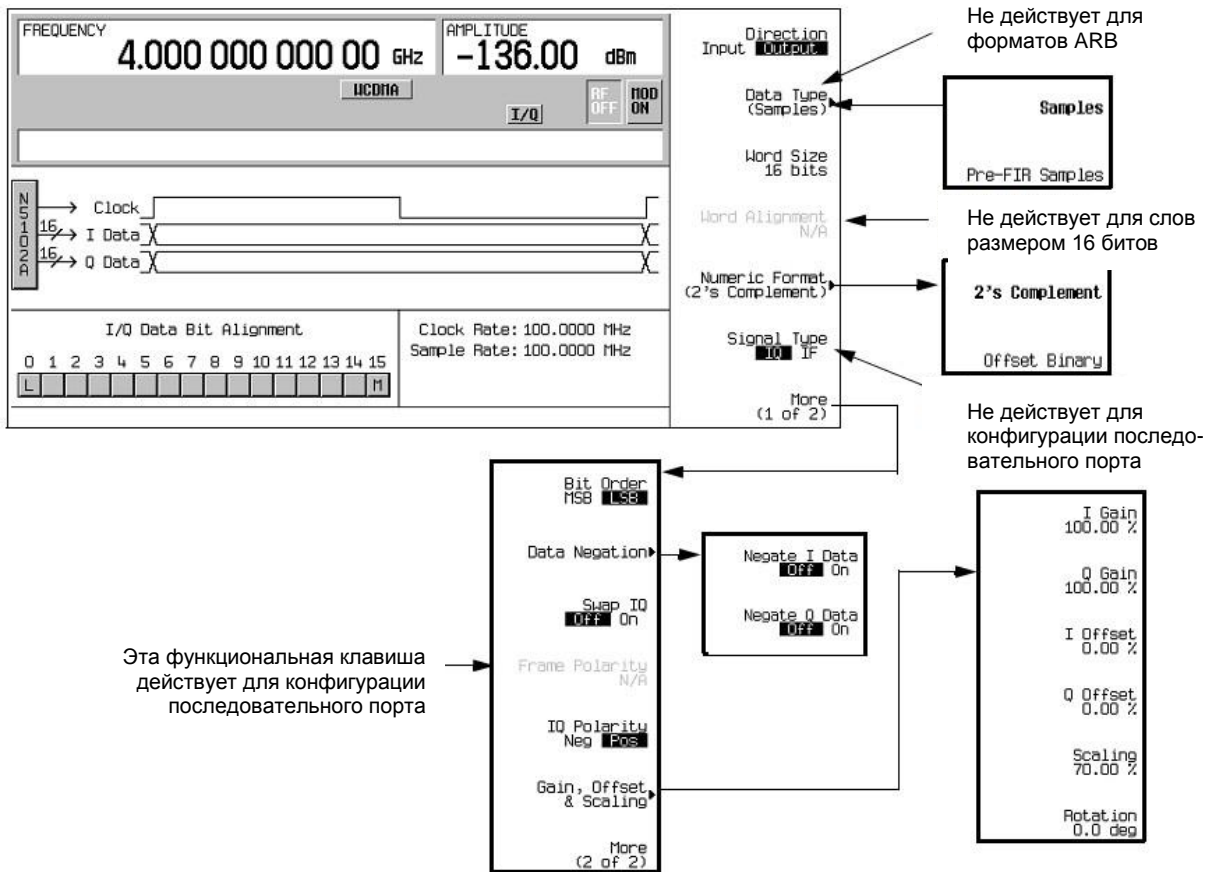 FREQUENCY
4.000 000 000 00 GHz
AMPLITUDE
-136.00 dBm
WCDMA
I/Q
RF OFF
MOD ON
N5102A
Clock
16 I Data
16 Q Data
I/Q Data Bit Alignment
0 1 2 3 4 5 6 7 8 9 10 11 12 13 14 15
L M
Clock Rate: 100.0000 MHz
Sample Rate: 100.0000 MHz
Direction
Input Output
Data Type
(Samples)
Word Size
16 bits
Word Alignment
N/A
Numeric Format
(2's Complement)
Signal Type
IQ IF
More
(1 of 2)
Не действует для
форматов ARB
Samples
Pre-FIR Samples
Не действует для слов
размером 16 битов
2's Complement
Offset Binary
Не действует для
конфигурации последо-
вательного порта
Bit Order
MSB LSB
Data Negation
Swap IQ
Off On
Frame Polarity
N/A
IQ Polarity
Neg Pos
Gain, Offset
& Scaling
More
(2 of 2)
Negate I Data
Off On
Negate Q Data
Off On
I Gain
100.00 %
Q Gain
100.00 %
I Offset
0.00 %
Q Offset
0.00 %
Scaling
70.00 %
Rotation
0.0 deg
Эта функциональная клавиша
действует для конфигурации
последовательного порта